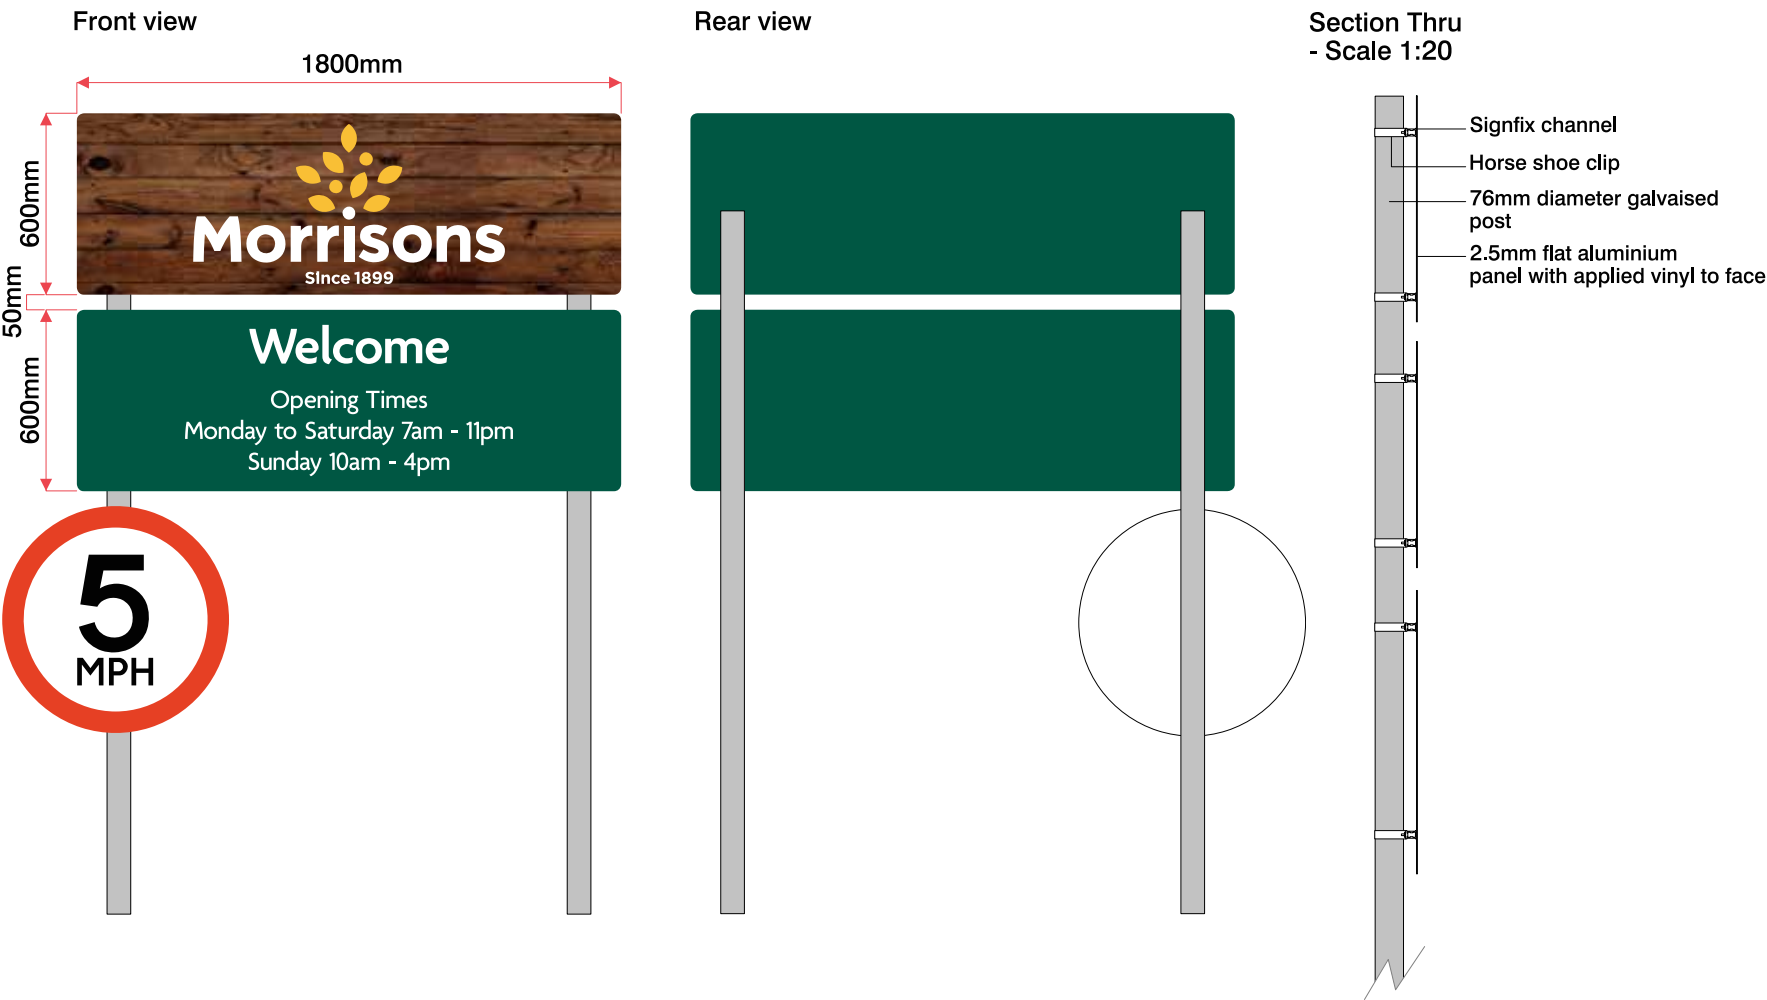 Front view
1800mm
600mm
50mm
600mm
Morrisons
Since 1899
Welcome
Opening Times
Monday to Saturday 7am - 11pm
Sunday 10am - 4pm
5
MPH
Rear view
Section Thru
- Scale 1:20
Signfix channel
Horse shoe clip
76mm diameter galvaised
post
2.5mm flat aluminium
panel with applied vinyl to face